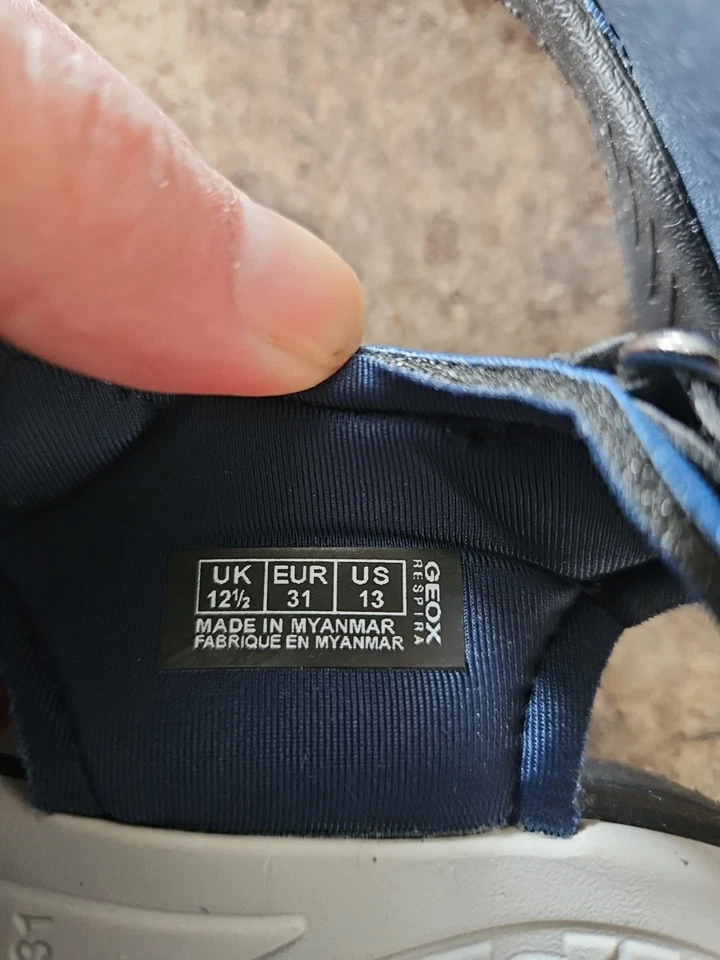 UK EUR US
12½ 31 13
MADE IN MYANMAR
FABRIQUE EN MYANMAR
GEOX
RESPIRA
31